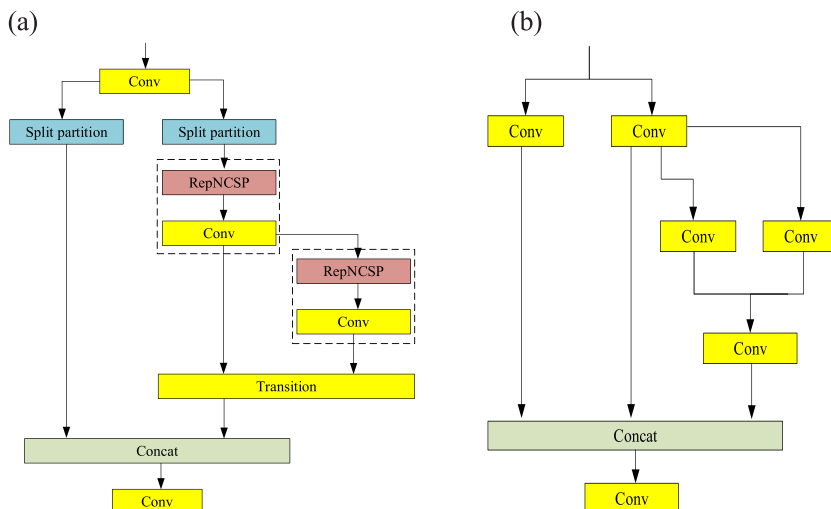 (a)
Conv
Split partition
Split partition
RepNCSP
Conv
RepNCSP
Conv
Transition
Concat
Conv
(b)
Conv
Conv
Conv
Conv
Conv
Concat
Conv